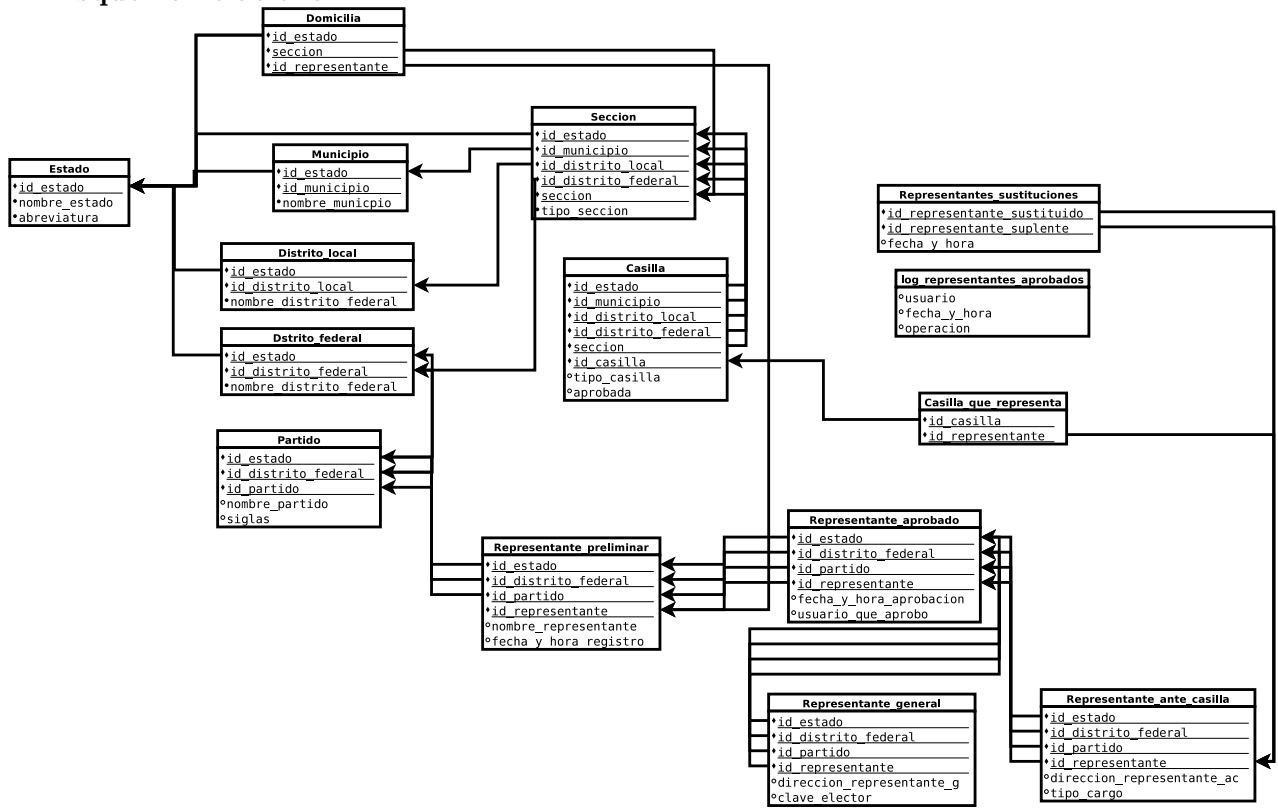 Domicilia
id_estado
seccion
id_representante
Seccion
id_estado
id_municipio
id_distrito_local
id_distrito_federal
seccion
tipo_seccion
Municipio
id_estado
id_municipio
nombre_municpio
Estado
id_estado
nombre_estado
abreviatura
Representantes_sustituciones
id_representante_sustituido
id_representante_suplente
fecha_y_hora
Distrito_local
id_estado
id_distrito_local
nombre_distrito_federal
Casilla
id_estado
id_municipio
id_distrito_local
id_distrito_federal
seccion
id_casilla
tipo_casilla
aprobada
log_representantes_aprobados
usuario
fecha_y_hora
operacion
Dstrito_federal
id_estado
id_distrito_federal
nombre_distrito_federal
Casilla_que_representa
id_casilla
id_representante
Partido
id_estado
id_distrito_federal
id_partido
nombre_partido
siglas
Representante_aprobado
id_estado
id_distrito_federal
id_partido
id_representante
fecha_y_hora_aprobacion
usuario_que_aprobo
Representante_preliminar
id_estado
id_distrito_federal
id_partido
id_representante
nombre_representante
fecha_y_hora_registro
Representante_general
id_estado
id_distrito_federal
id_partido
id_representante
direccion_representante_g
clave_elector
Representante_ante_casilla
id_estado
id_distrito_federal
id_partido
id_representante
direccion_representante_ac
tipo_cargo